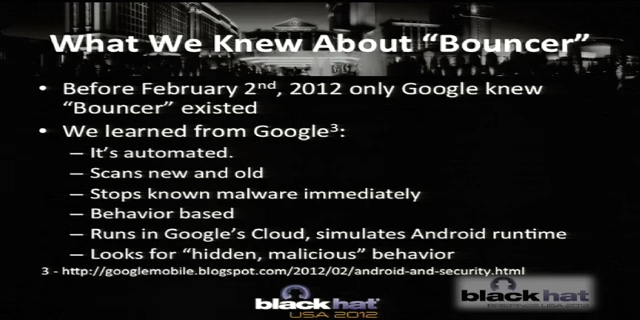 What We Knew About “Bouncer”
• Before February 2nd, 2012 only Google knew
“Bouncer” existed
• We learned from Google3:
– It’s automated.
– Scans new and old
– Stops known malware immediately
– Behavior based
– Runs in Google’s Cloud, simulates Android runtime
– Looks for “hidden, malicious” behavior
3 - http://googlemobile.blogspot.com/2012/02/android-and-security.html
black hat
USA 2012
black hat
USA 2012